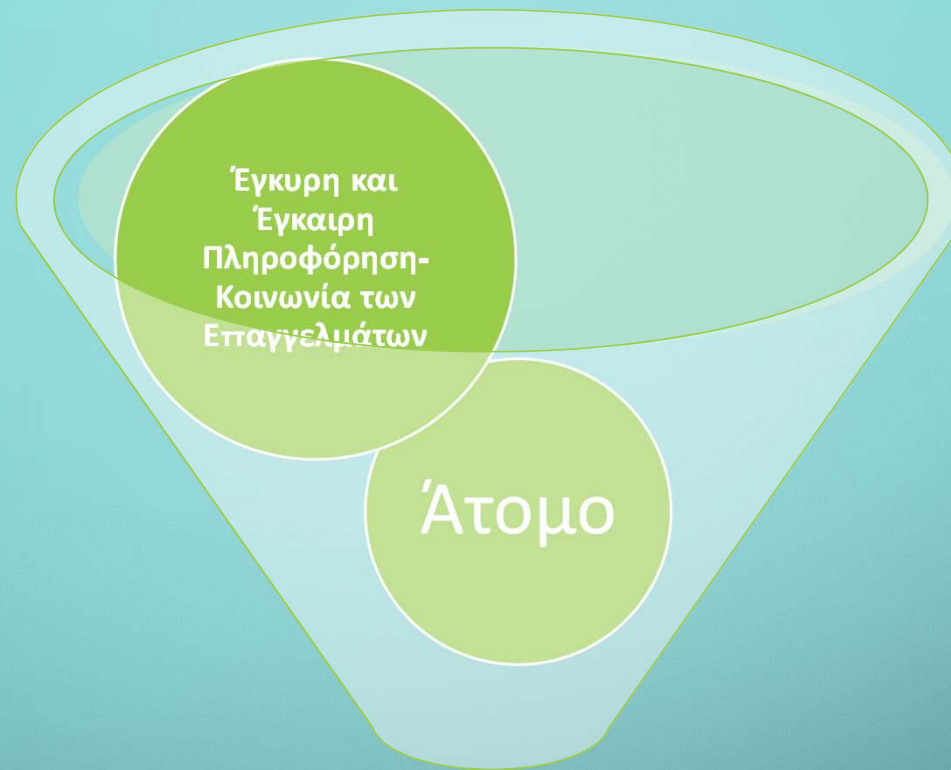 Έγκυρη και
Έγκαιρη
Πληροφόρηση-
Κοινωνία των
Επαγγελμάτων
Άτομο